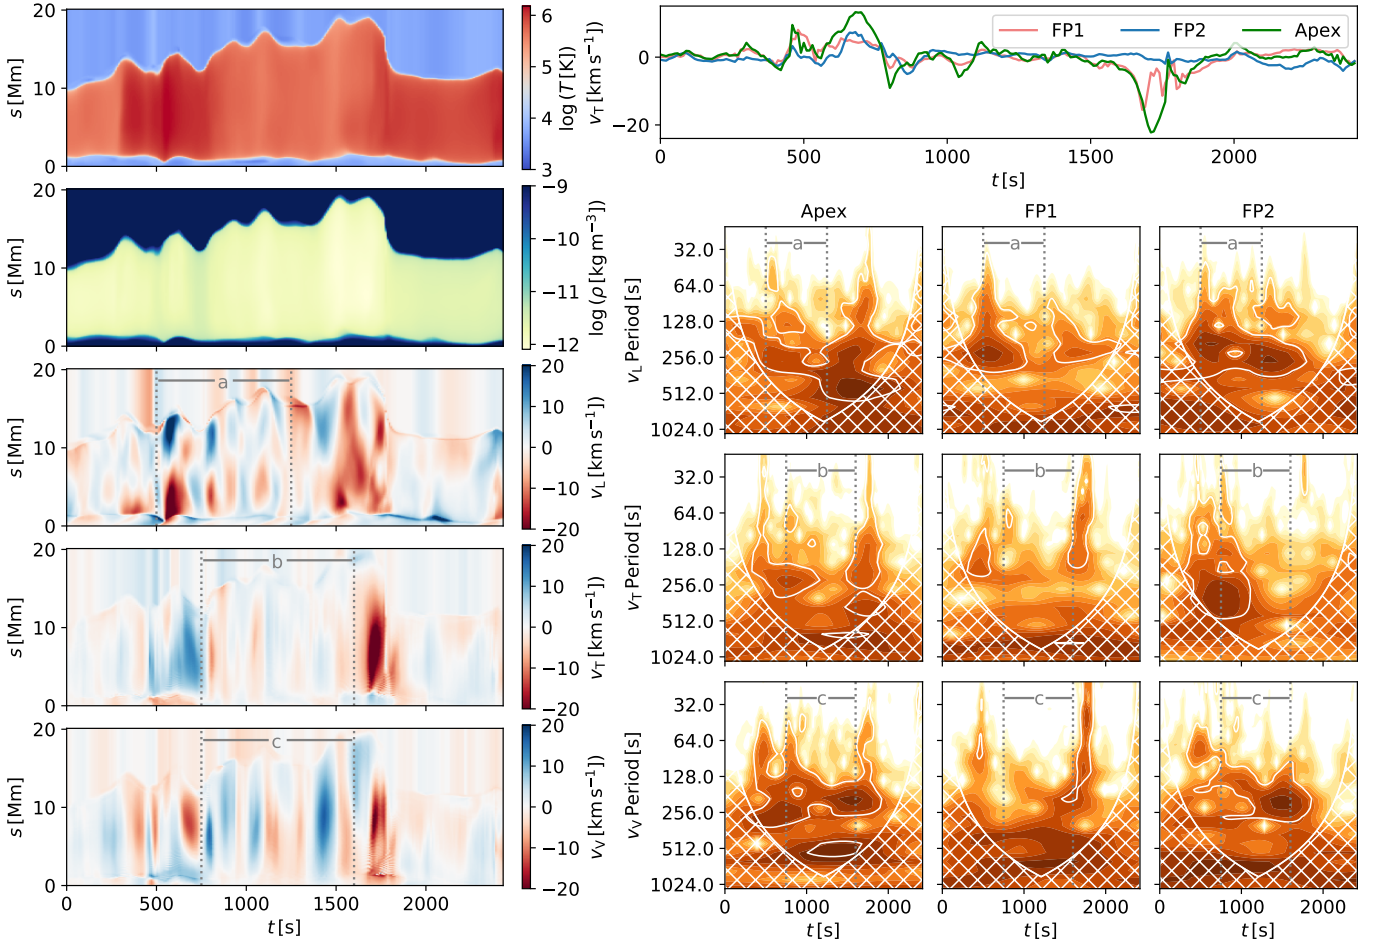 20
10
0
s [Mm]
6
5
4
3
log (T [K])
20
10
0
s [Mm]
−9
−10
−11
−12
log (ρ [kg m⁻³])
20
10
0
s [Mm]
a
20
10
0
−10
−20
v_L [km s⁻¹])
20
10
0
s [Mm]
b
20
10
0
−10
−20
v_T [km s⁻¹])
20
10
0
s [Mm]
c
20
10
0
−10
−20
v_V [km s⁻¹])
0 500 1000 1500 2000
t [s]
v_T [km s⁻¹]
0
−20
FP1 FP2 Apex
0 500 1000 1500 2000
t [s]
Apex FP1 FP2
v_L Period [s]
32.0
64.0
128.0
256.0
512.0
1024.0
a a a
v_T Period [s]
32.0
64.0
128.0
256.0
512.0
1024.0
b b b
v_V Period [s]
32.0
64.0
128.0
256.0
512.0
1024.0
c c c
0 1000 2000 0 1000 2000 0 1000 2000
t [s] t [s] t [s]